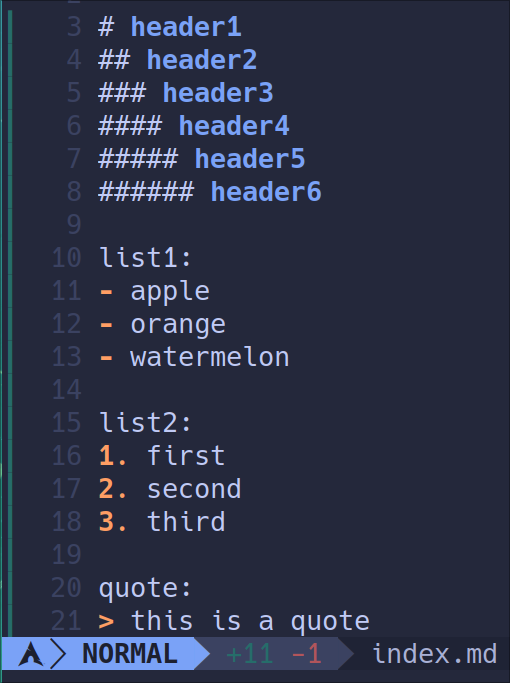 3 # header1
4 ## header2
5 ### header3
6 #### header4
7 ##### header5
8 ###### header6
9
10 list1:
11 - apple
12 - orange
13 - watermelon
14
15 list2:
16 1. first
17 2. second
18 3. third
19
20 quote:
21 > this is a quote
NORMAL +11 -1 index.md